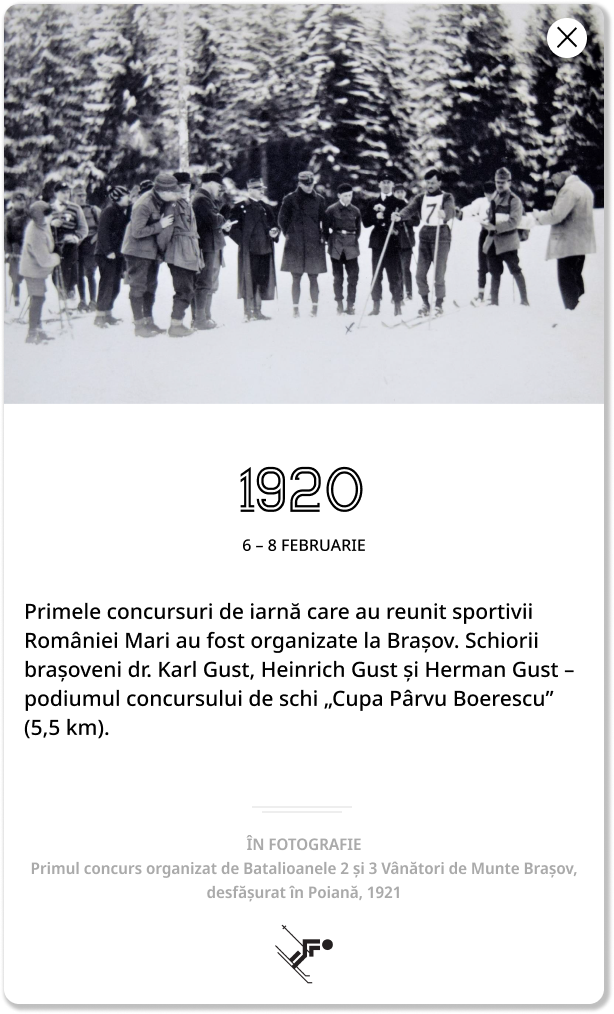 7
1920
6 – 8 FEBRUARIE
Primele concursuri de iarnă care au reunit sportivii
României Mari au fost organizate la Brașov. Schiorii
brașoveni dr. Karl Gust, Heinrich Gust și Herman Gust –
podiumul concursului de schi „Cupa Pârvu Boerescu”
(5,5 km).
ÎN FOTOGRAFIE
Primul concurs organizat de Batalioanele 2 și 3 Vânători de Munte Brașov,
desfășurat în Poiană, 1921